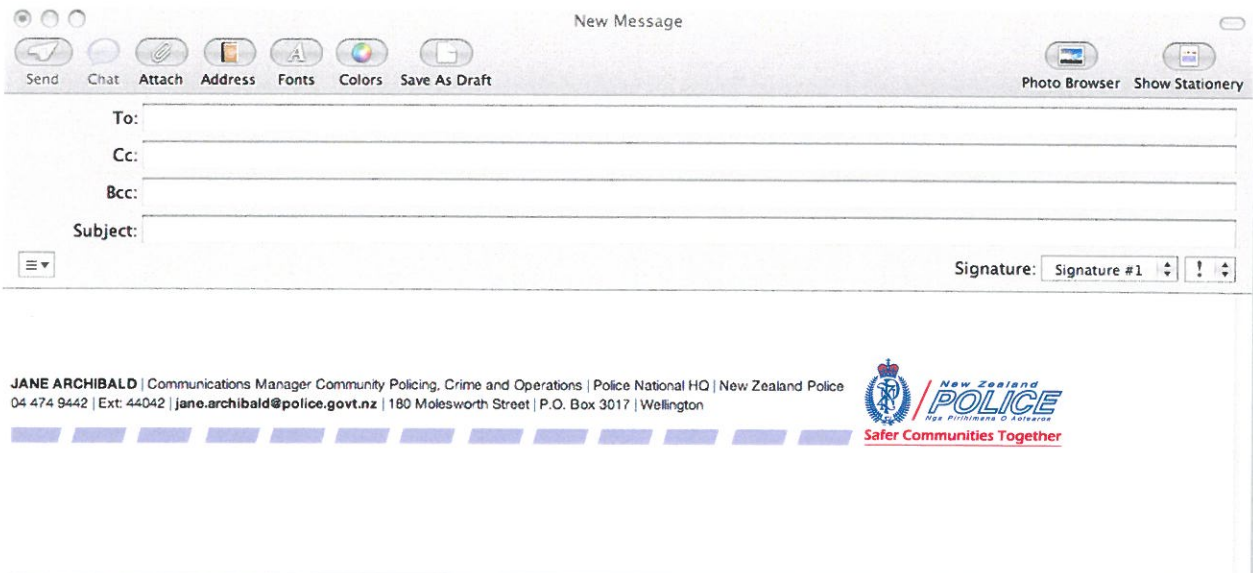 New Message
Send Chat Attach Address Fonts Colors Save As Draft Photo Browser Show Stationery
To:
Cc:
Bcc:
Subject:
Signature: Signature #1 !
JANE ARCHIBALD | Communications Manager Community Policing, Crime and Operations | Police National HQ | New Zealand Police
04 474 9442 | Ext: 44042 | jane.archibald@police.govt.nz | 180 Molesworth Street | P.O. Box 3017 | Wellington
New Zealand
POLICE
Nga Pirihimana O Aotearoa
Safer Communities Together